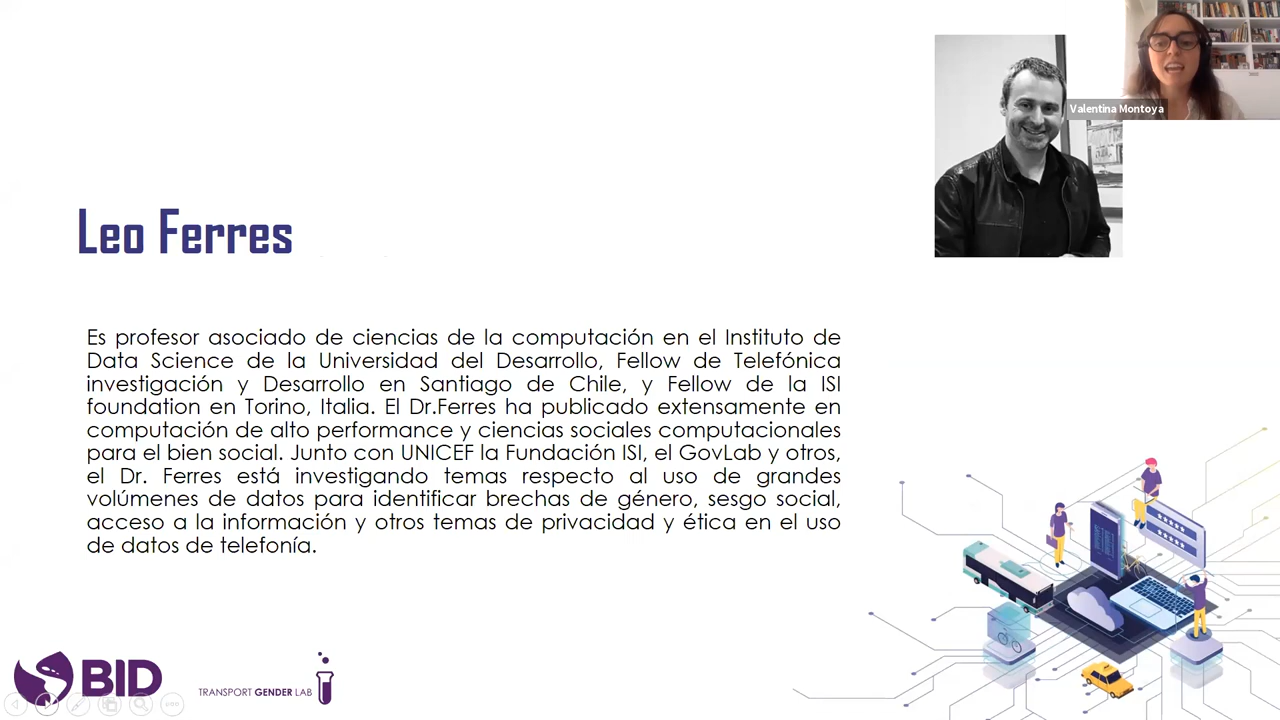 Valentina Montoya
Leo Ferres
Es profesor asociado de ciencias de la computación en el Instituto de
Data Science de la Universidad del Desarrollo, Fellow de Telefónica
investigación y Desarrollo en Santiago de Chile, y Fellow de la ISI
foundation en Torino, Italia. El Dr.Ferres ha publicado extensamente en
computación de alto performance y ciencias sociales computacionales
para el bien social. Junto con UNICEF la Fundación ISI, el GovLab y otros,
el Dr. Ferres está investigando temas respecto al uso de grandes
volúmenes de datos para identificar brechas de género, sesgo social,
acceso a la información y otros temas de privacidad y ética en el uso
de datos de telefonía.
BID
TRANSPORT GENDER LAB